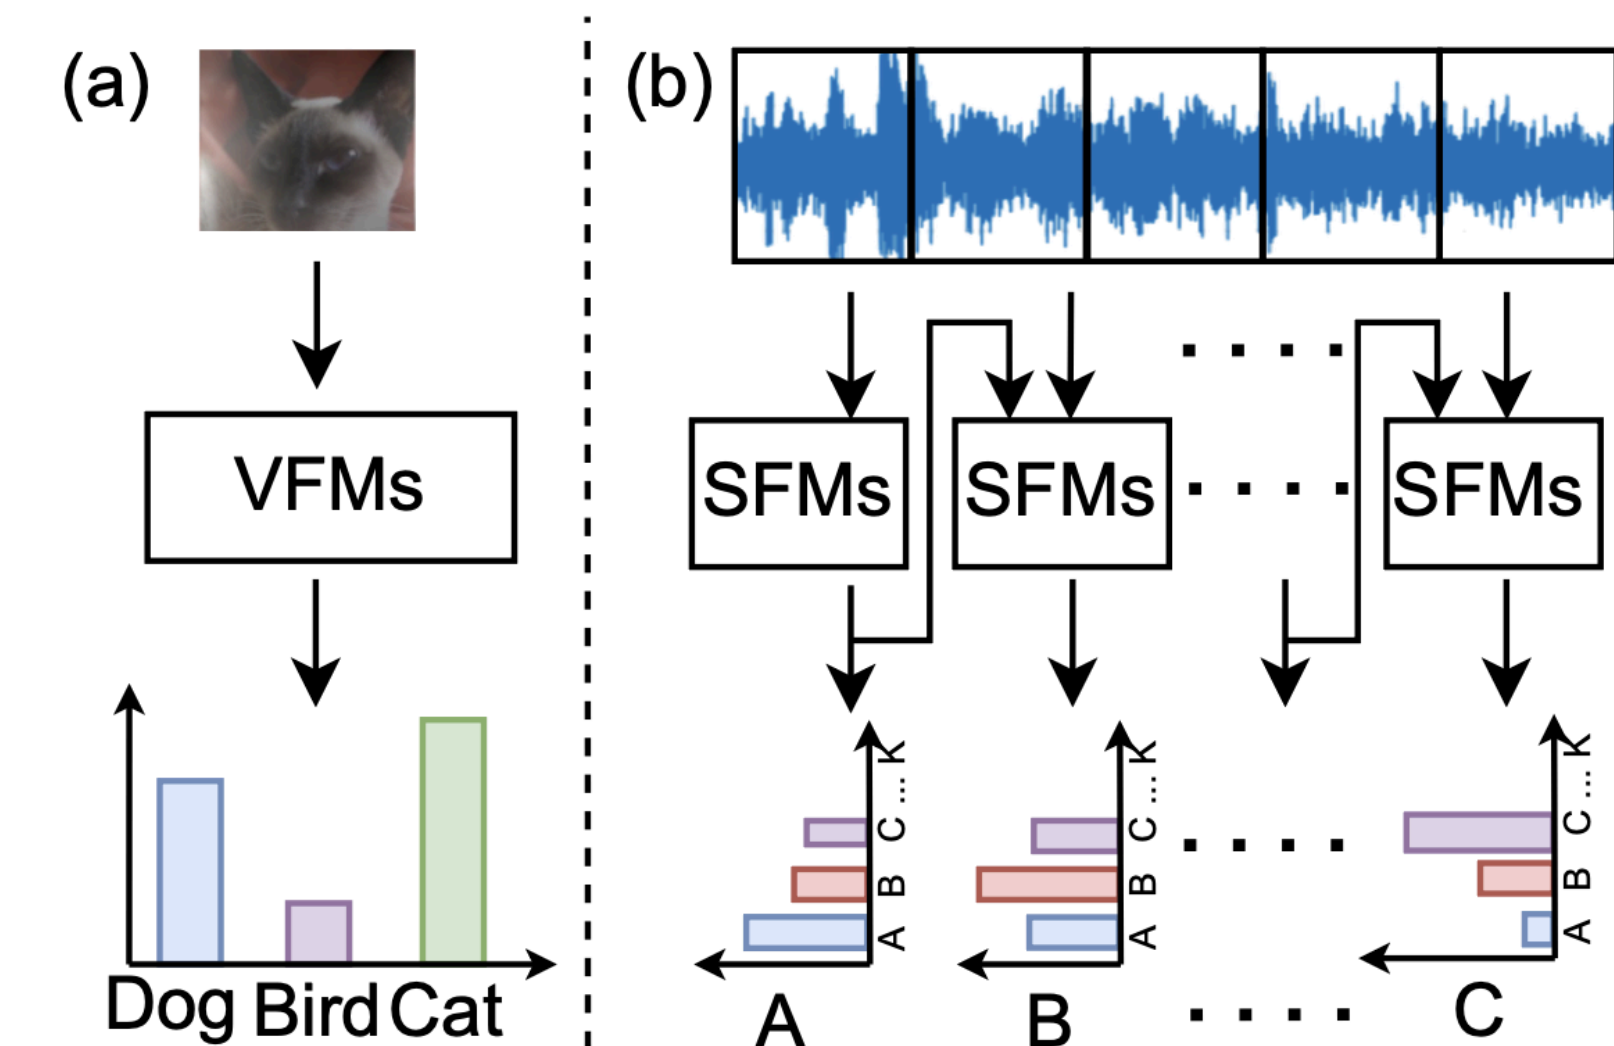 (a)
VFMs
Dog Bird Cat
(b)
SFMs SFMs SFMs
A B C ... K
A B C ... K
A B C ... K
A B C